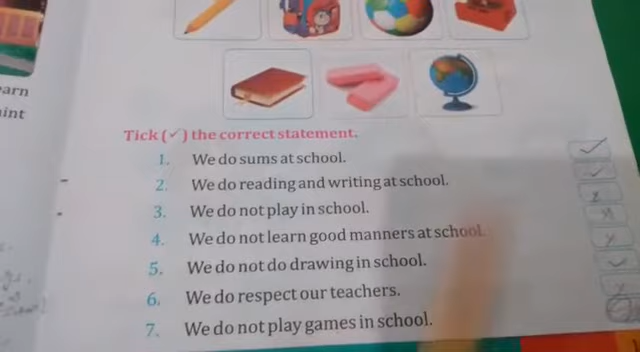 arn
int
Tick (✓) the correct statement.
1. We do sums at school.
2. We do reading and writing at school.
3. We do not play in school.
4. We do not learn good manners at school.
5. We do not do drawing in school.
6. We do respect our teachers.
7. We do not play games in school.